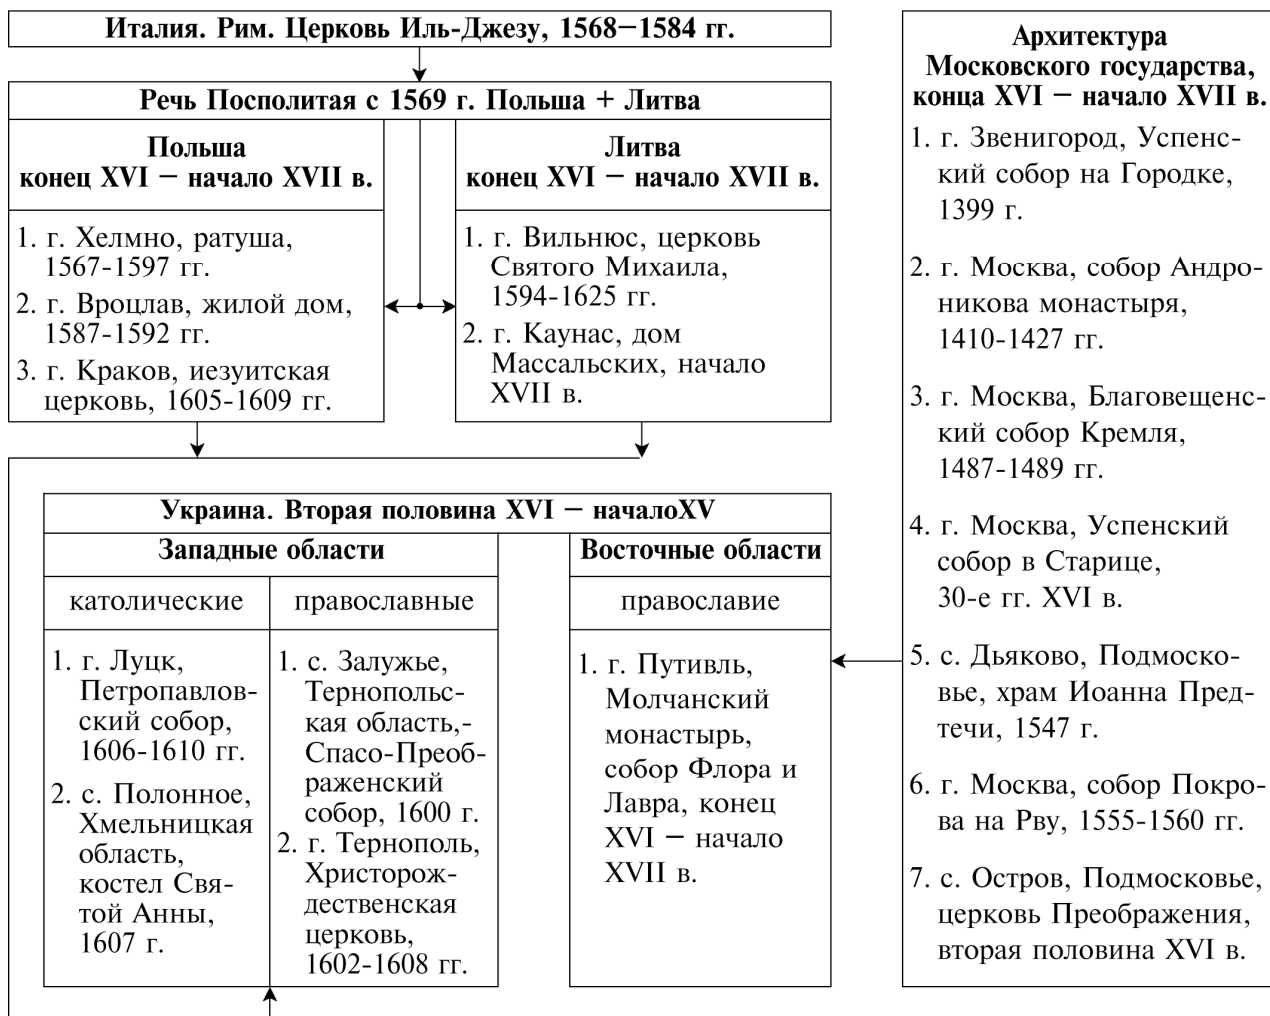 Италия. Рим. Церковь Иль-Джезу, 1568—1584 гг.
Речь Посполитая с 1569 г. Польша + Литва
Польша
конец XVI — начало XVII в.
1. г. Хелмно, ратуша,
1567-1597 гг.
2. г. Вроцлав, жилой дом,
1587-1592 гг.
3. г. Краков, иезуитская
церковь, 1605-1609 гг.
Литва
конец XVI — начало XVII в.
1. г. Вильнюс, церковь
Святого Михаила,
1594-1625 гг.
2. г. Каунас, дом
Массальских, начало
XVII в.
Украина. Вторая половина XVI — началоXV
Западные области
католические
1. г. Луцк,
Петропавлов-
ский собор,
1606-1610 гг.
2. с. Полонное,
Хмельницкая
область,
костел Свя-
той Анны,
1607 г.
православные
1. с. Залужье,
Тернопольс-
кая область,-
Спасо-Преоб-
раженский
собор, 1600 г.
2. г. Тернополь,
Христорож-
дественская
церковь,
1602-1608 гг.
Восточные области
православие
1. г. Путивль,
Молчанский
монастырь,
собор Флора и
Лавра, конец
XVI — начало
XVII в.
Архитектура
Московского государства,
конца XVI — начало XVII в.
1. г. Звенигород, Успенс-
кий собор на Городке,
1399 г.
2. г. Москва, собор Андро-
никова монастыря,
1410-1427 гг.
3. г. Москва, Благовещенс-
кий собор Кремля,
1487-1489 гг.
4. г. Москва, Успенский
собор в Старице,
30-е гг. XVI в.
5. с. Дьяково, Подмоско-
вье, храм Иоанна Пред-
течи, 1547 г.
6. г. Москва, собор Покро-
ва на Рву, 1555-1560 гг.
7. с. Остров, Подмосковье,
церковь Преображения,
вторая половина XVI в.